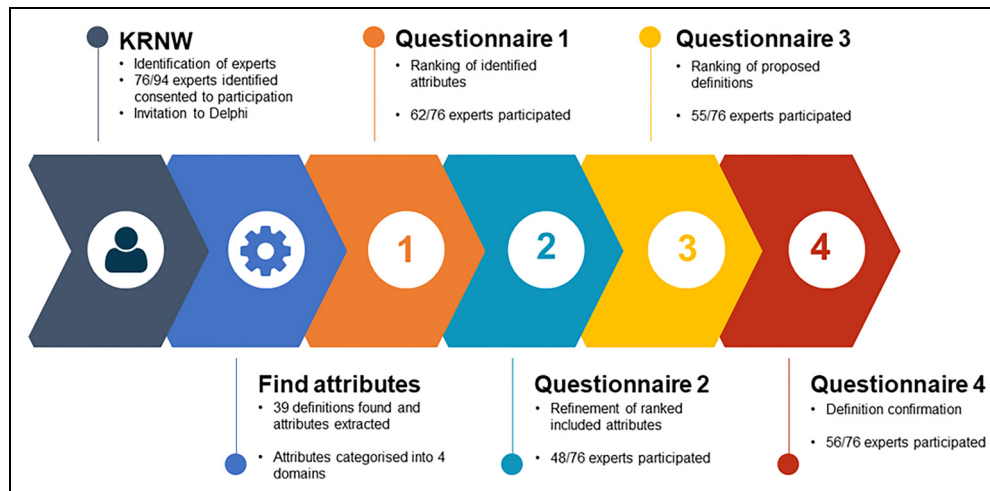 KRNW
• Identification of experts
• 76/94 experts identified
consented to participation
• Invitation to Delphi
Questionnaire 1
• Ranking of identified
attributes
• 62/76 experts participated
Questionnaire 3
• Ranking of proposed
definitions
• 55/76 experts participated
1
2
3
4
Find attributes
• 39 definitions found and
attributes extracted
• Attributes categorised into 4
domains
Questionnaire 2
• Refinement of ranked
included attributes
• 48/76 experts participated
Questionnaire 4
• Definition confirmation
• 56/76 experts participated